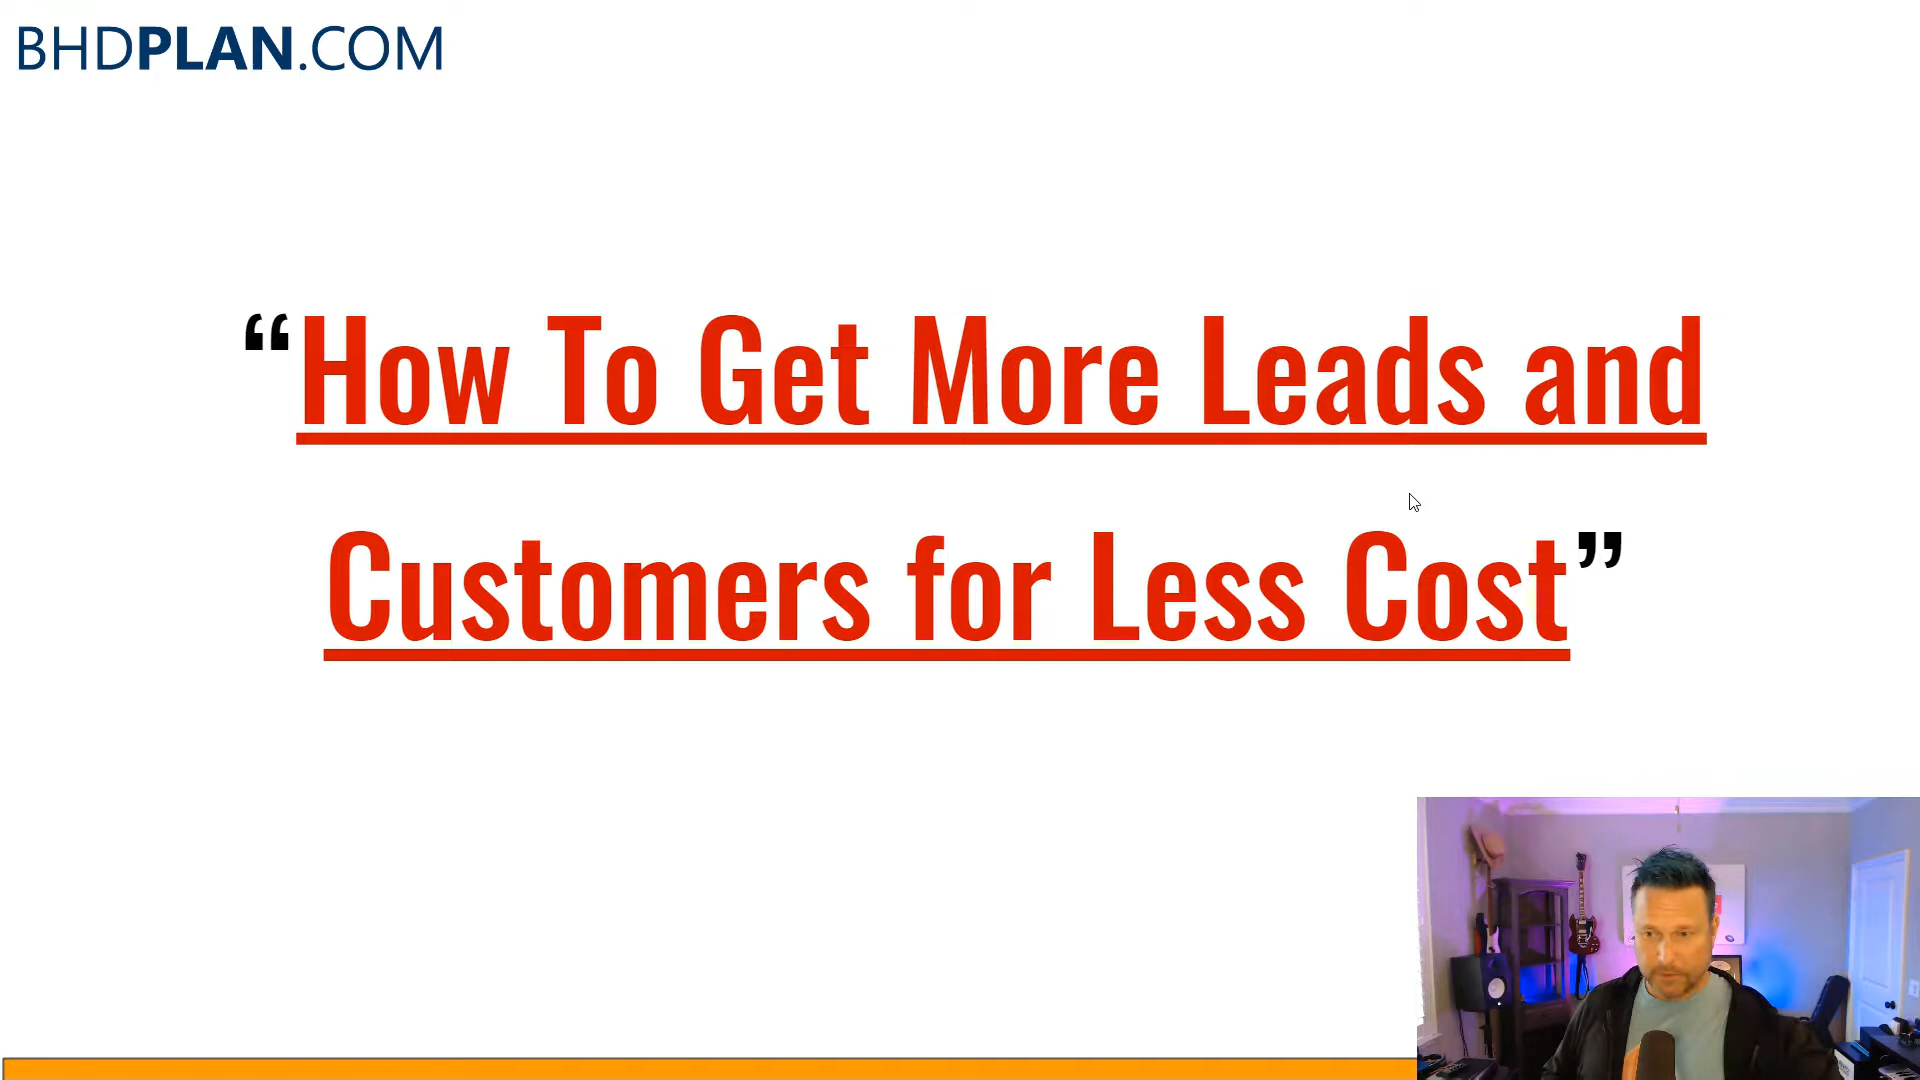 BHDPLAN.COM
“How To Get More Leads and
Customers for Less Cost”